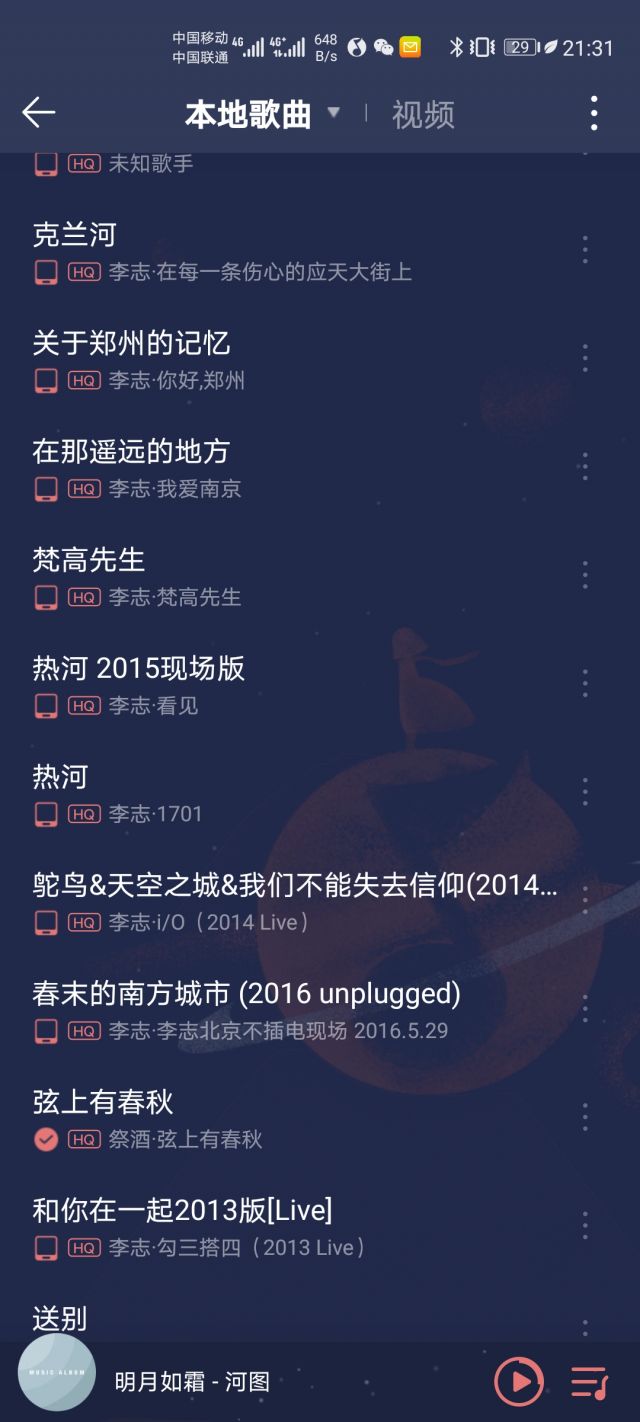 中国移动 4G 4G+ 648 29 21:31
中国联通 B/s
本地歌曲 视频
HQ 未知歌手
克兰河
HQ 李志·在每一条伤心的应天大街上
关于郑州的记忆
HQ 李志·你好,郑州
在那遥远的地方
HQ 李志·我爱南京
梵高先生
HQ 李志·梵高先生
热河 2015现场版
HQ 李志·看见
热河
HQ 李志·1701
鸵鸟&天空之城&我们不能失去信仰(2014...
HQ 李志·i/O（2014 Live）
春末的南方城市 (2016 unplugged)
HQ 李志·李志北京不插电现场 2016.5.29
弦上有春秋
HQ 祭酒·弦上有春秋
和你在一起2013版[Live]
HQ 李志·勾三搭四（2013 Live）
送别
MUSIC ALBUM
明月如霜 - 河图